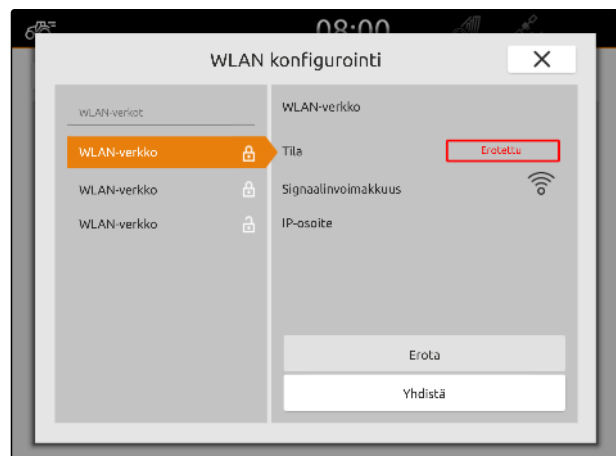 08:00
WLAN konfigurointi
WLAN-verkot
WLAN-verkko
WLAN-verkko
WLAN-verkko
WLAN-verkko
Tila
Erotettu
Signaalinvoimakkuus
IP-osoite
Erota
Yhdistä